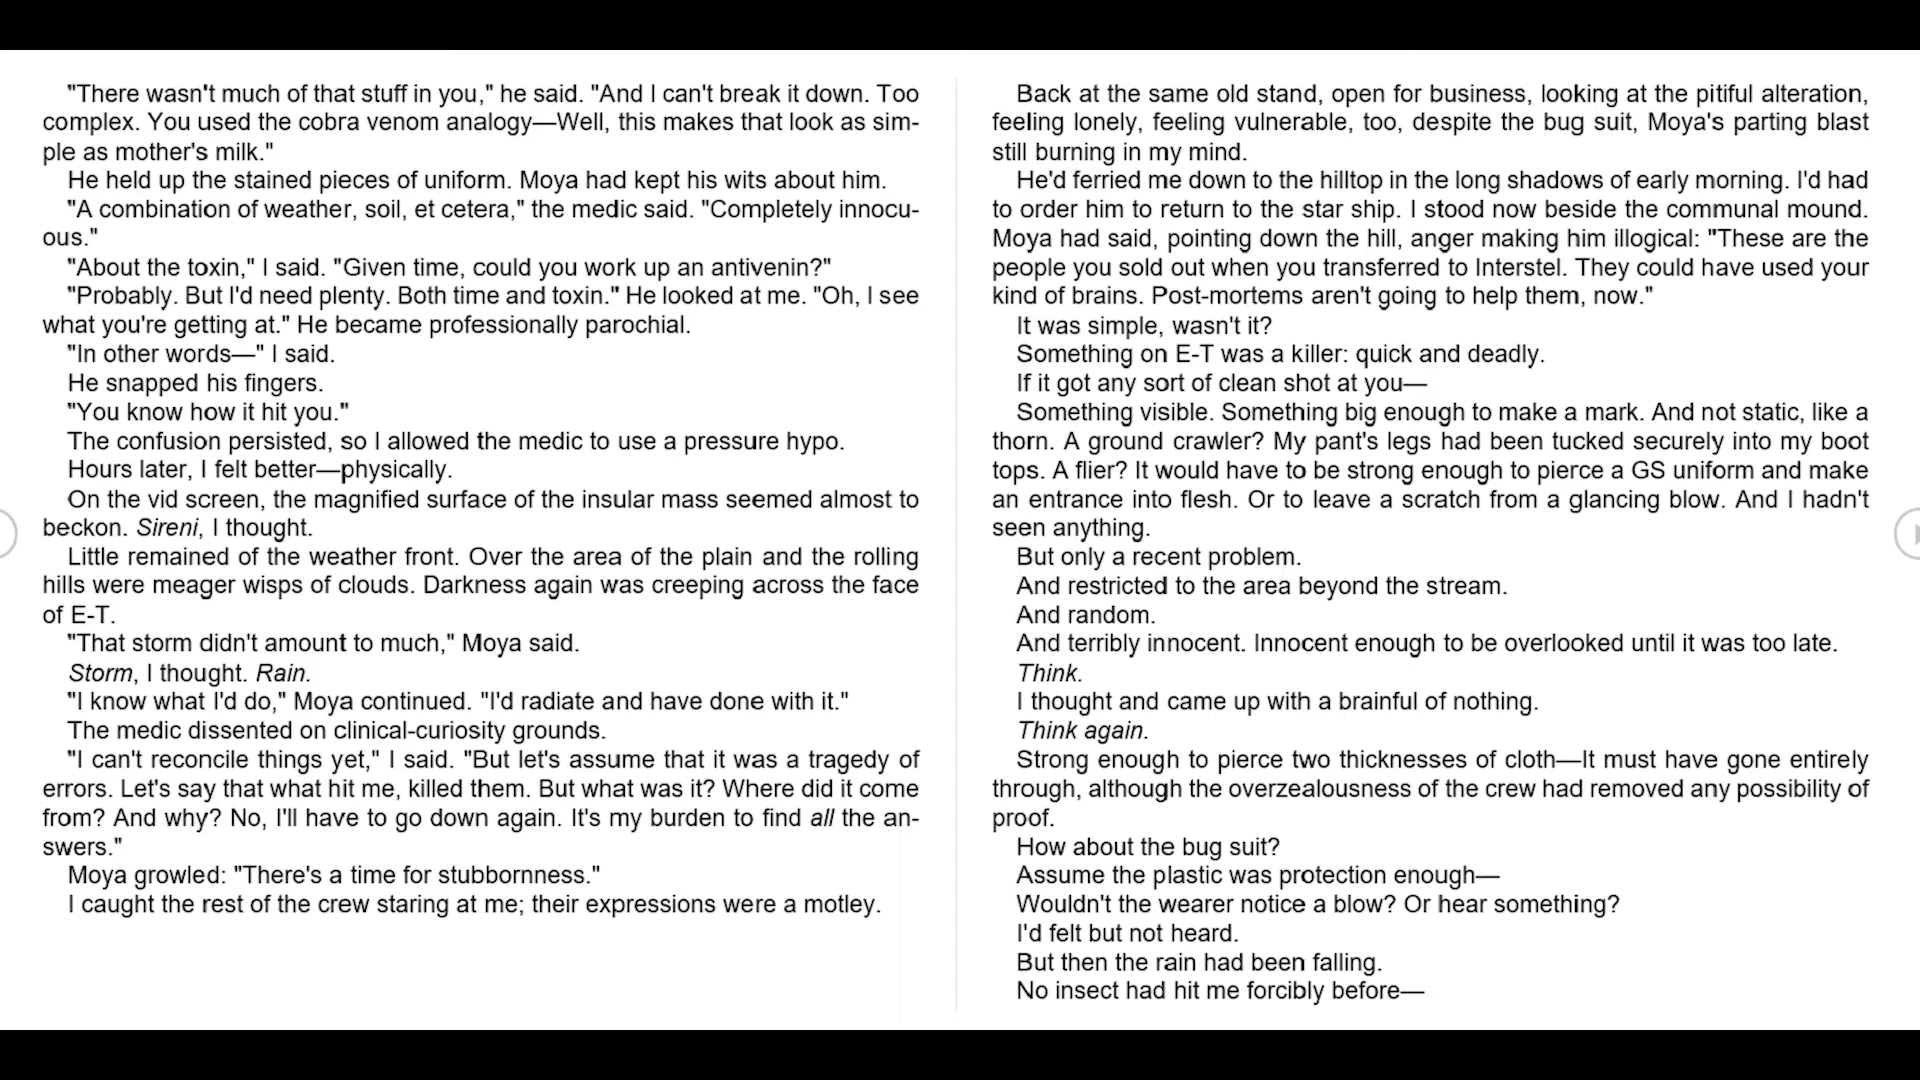 "There wasn't much of that stuff in you," he said. "And I can't break it down. Too
complex. You used the cobra venom analogy—Well, this makes that look as sim-
ple as mother's milk."
He held up the stained pieces of uniform. Moya had kept his wits about him.
"A combination of weather, soil, et cetera," the medic said. "Completely innocu-
ous."
"About the toxin," I said. "Given time, could you work up an antivenin?"
"Probably. But I'd need plenty. Both time and toxin." He looked at me. "Oh, I see
what you're getting at." He became professionally parochial.
"In other words—" I said.
He snapped his fingers.
"You know how it hit you."
The confusion persisted, so I allowed the medic to use a pressure hypo.
Hours later, I felt better—physically.
On the vid screen, the magnified surface of the insular mass seemed almost to
beckon. Sireni, I thought.
Little remained of the weather front. Over the area of the plain and the rolling
hills were meager wisps of clouds. Darkness again was creeping across the face
of E-T.
"That storm didn't amount to much," Moya said.
Storm, I thought. Rain.
"I know what I'd do," Moya continued. "I'd radiate and have done with it."
The medic dissented on clinical-curiosity grounds.
"I can't reconcile things yet," I said. "But let's assume that it was a tragedy of
errors. Let's say that what hit me, killed them. But what was it? Where did it come
from? And why? No, I'll have to go down again. It's my burden to find all the an-
swers."
Moya growled: "There's a time for stubbornness."
I caught the rest of the crew staring at me; their expressions were a motley.
Back at the same old stand, open for business, looking at the pitiful alteration,
feeling lonely, feeling vulnerable, too, despite the bug suit, Moya's parting blast
still burning in my mind.
He'd ferried me down to the hilltop in the long shadows of early morning. I'd had
to order him to return to the star ship. I stood now beside the communal mound.
Moya had said, pointing down the hill, anger making him illogical: "These are the
people you sold out when you transferred to Interstel. They could have used your
kind of brains. Post-mortems aren't going to help them, now."
It was simple, wasn't it?
Something on E-T was a killer: quick and deadly.
If it got any sort of clean shot at you—
Something visible. Something big enough to make a mark. And not static, like a
thorn. A ground crawler? My pant's legs had been tucked securely into my boot
tops. A flier? It would have to be strong enough to pierce a GS uniform and make
an entrance into flesh. Or to leave a scratch from a glancing blow. And I hadn't
seen anything.
But only a recent problem.
And restricted to the area beyond the stream.
And random.
And terribly innocent. Innocent enough to be overlooked until it was too late.
Think.
I thought and came up with a brainful of nothing.
Think again.
Strong enough to pierce two thicknesses of cloth—It must have gone entirely
through, although the overzealousness of the crew had removed any possibility of
proof.
How about the bug suit?
Assume the plastic was protection enough—
Wouldn't the wearer notice a blow? Or hear something?
I'd felt but not heard.
But then the rain had been falling.
No insect had hit me forcibly before—